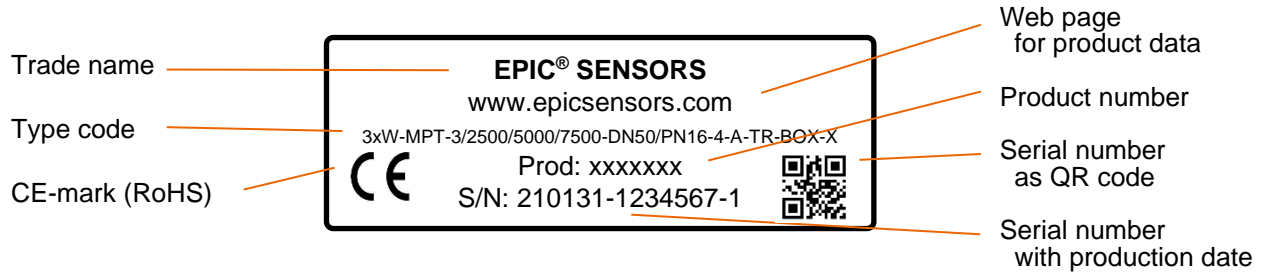 Trade name
Type code
CE-mark (RoHS)
EPIC® SENSORS
www.epicsensors.com
3xW-MPT-3/2500/5000/7500-DN50/PN16-4-A-TR-BOX-X
CE
Prod: xxxxxxx
S/N: 210131-1234567-1
Web page
for product data
Product number
Serial number
as QR code
Serial number
with production date